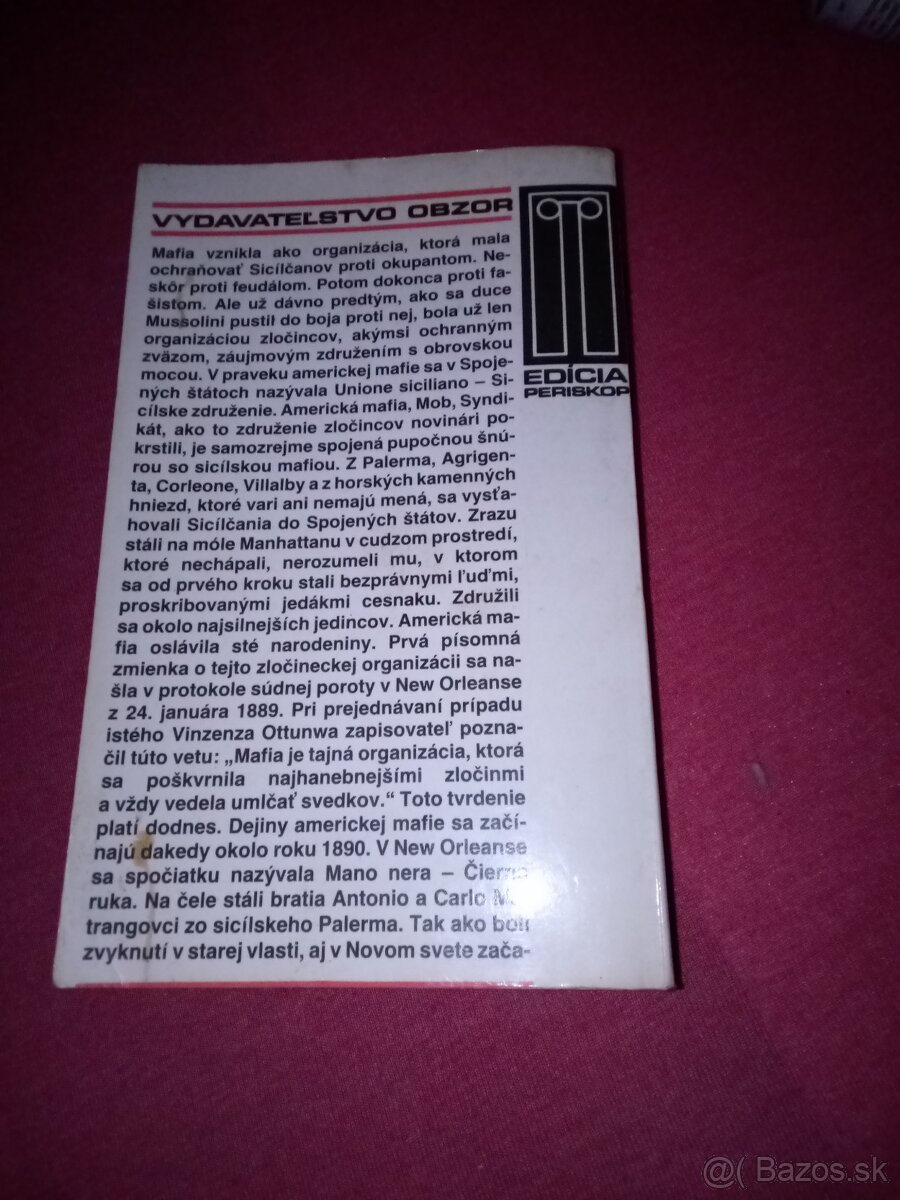 VYDAVATEĽSTVO OBZOR
Mafia vznikla ako organizácia, ktorá mala
ochraňovať Sicílčanov proti okupantom. Ne-
skôr proti feudálom. Potom dokonca proti fa-
šistom. Ale už dávno predtým, ako sa duce
Mussolini pustil do boja proti nej, bola už len
organizáciou zločincov, akýmsi ochranným
zväzom, záujmovým združením s obrovskou
mocou. V praveku americkej mafie sa v Spoje-
ných štátoch nazývala Unione siciliano – Si-
cílske združenie. Americká mafia, Mob, Syndi-
kát, ako to združenie zločincov novinári po-
krstili, je samozrejme spojená pupočnou šnú-
rou so sicílskou mafiou. Z Palerma, Agrigen-
ta, Corleone, Villalby a z horských kamenných
hniezd, ktoré vari ani nemajú mená, sa vysťa-
hovali Sicílčania do Spojených štátov. Zrazu
stáli na móle Manhattanu v cudzom prostredí,
ktoré nechápali, nerozumeli mu, v ktorom
sa od prvého kroku stali bezprávnymi ľuďmi,
proskribovanými jedákmi cesnaku. Združili
sa okolo najsilnejších jedincov. Americká ma-
fia oslávila sté narodeniny. Prvá písomná
zmienka o tejto zločineckej organizácii sa na-
šla v protokole súdnej poroty v New Orleanse
z 24. januára 1889. Pri prejednávaní prípadu
istého Vinzenza Ottunwa zapisovateľ pozna-
čil túto vetu: „Mafia je tajná organizácia, ktorá
sa poškvrnila najhanebnejšími zločinmi
a vždy vedela umlčať svedkov.“ Toto tvrdenie
platí dodnes. Dejiny americkej mafie sa začí-
najú dakedy okolo roku 1890. V New Orleanse
sa spočiatku nazývala Mano nera – Čierna
ruka. Na čele stáli bratia Antonio a Carlo
trangovci zo sicílskeho Palerma. Tak ako boli
zvyknutí v starej vlasti, aj v Novom svete zača-
EDÍCIA
PERISKOP
@( Bazos.sk